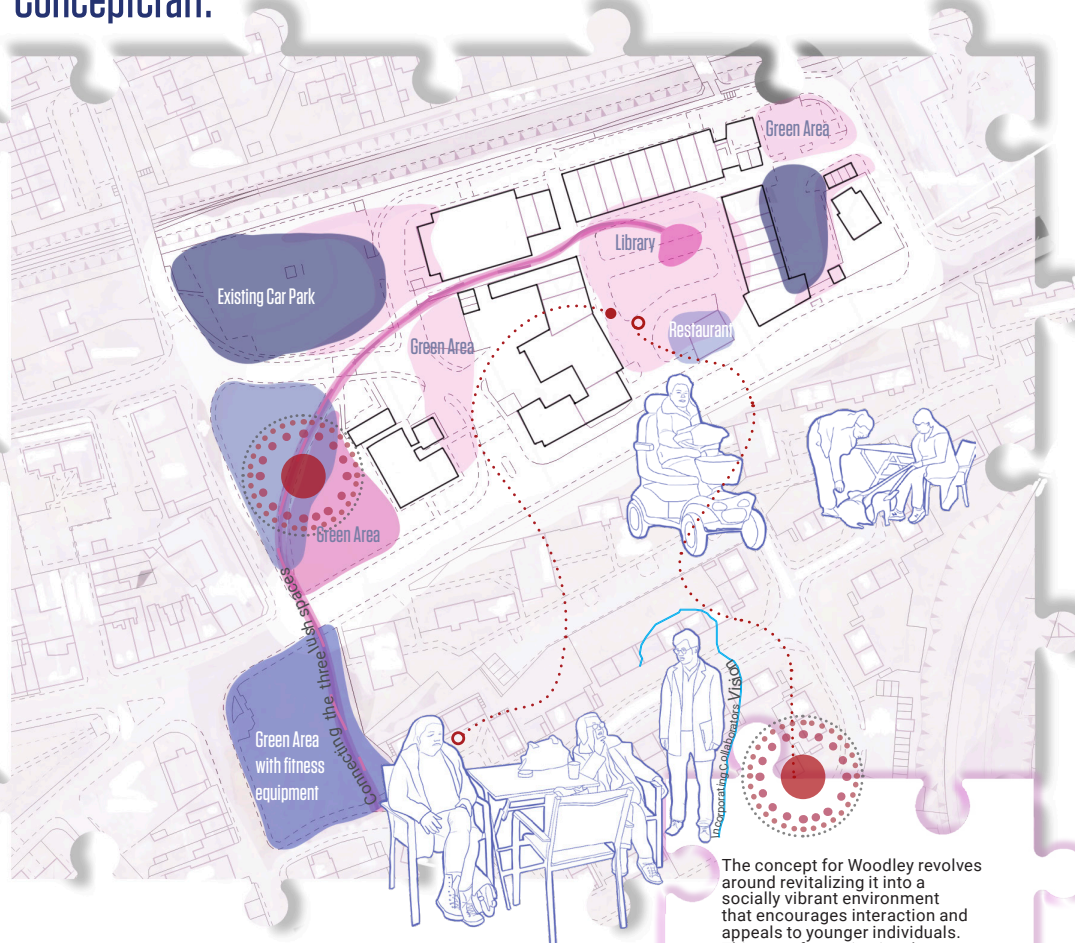 ConceptCraft.
Green Area
Library
Existing Car Park
Restaurant
Green Area
Green Area
Connecting the three lush spaces
Green Area
with fitness
equipment
Incorporating Collaborators Vision
The concept for Woodley revolves
around revitalizing it into a
socially vibrant environment
that encourages interaction and
appeals to younger individuals.